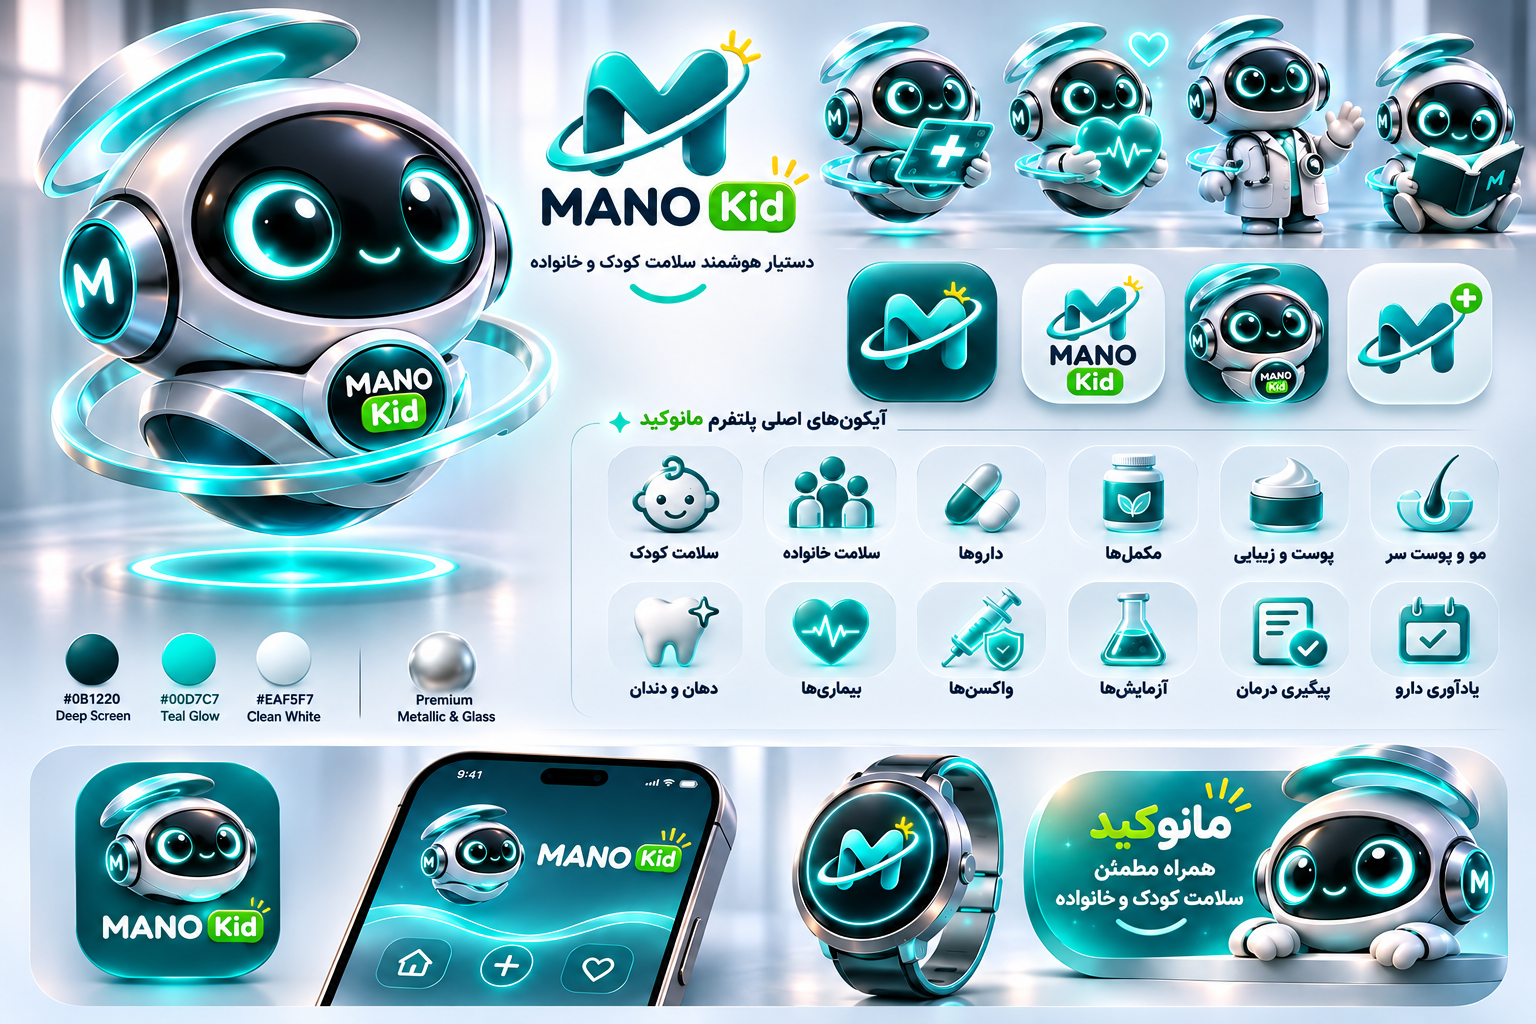 M
MANO
Kid
MANO Kid
دستیار هوشمند سلامت کودک و خانواده
M
M
M
M
M
MANO
Kid
M
MANO
Kid
آیکون‌های اصلی پلتفرم مانوکید
سلامت کودک
سلامت خانواده
داروها
مکمل‌ها
پوست و زیبایی
مو و پوست سر
دهان و دندان
بیماری‌ها
واکسن‌ها
آزمایش‌ها
پیگیری درمان
یادآوری دارو
#0B1220
Deep Screen
#00D7C7
Teal Glow
#EAF5F7
Clean White
Premium
Metallic & Glass
M
MANO Kid
9:41
M
MANO Kid
مانوکید
همراه مطمئن
سلامت کودک و خانواده
M